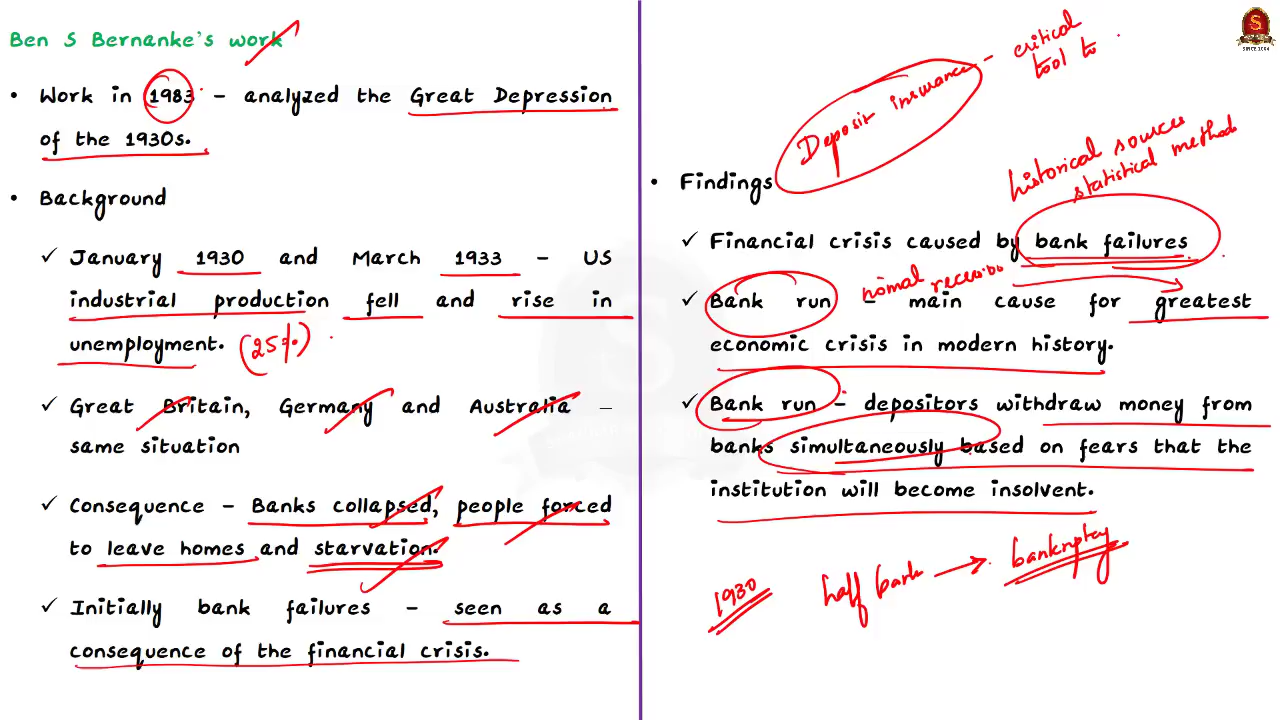 Ben S Bernanke's work
• Work in 1983 - analyzed the Great Depression
of the 1930s.
• Background
✓ January 1930 and March 1933 - US
industrial production fell and rise in
unemployment. (25%)
✓ Great Britain, Germany and Australia -
same situation
✓ Consequence - Banks collapsed, people forced
to leave homes and starvation.
✓ Initially bank failures - seen as a
consequence of the financial crisis.
Deposit insurance - critical
tool to
historical sources
statistical methods
• Findings
✓ Financial crisis caused by bank failures
normal recession
✓ Bank run - main cause for greatest
economic crisis in modern history.
✓ Bank run - depositors withdraw money from
banks simultaneously based on fears that the
institution will become insolvent.
1930 half bank → bankruptcy
SINCE 2004